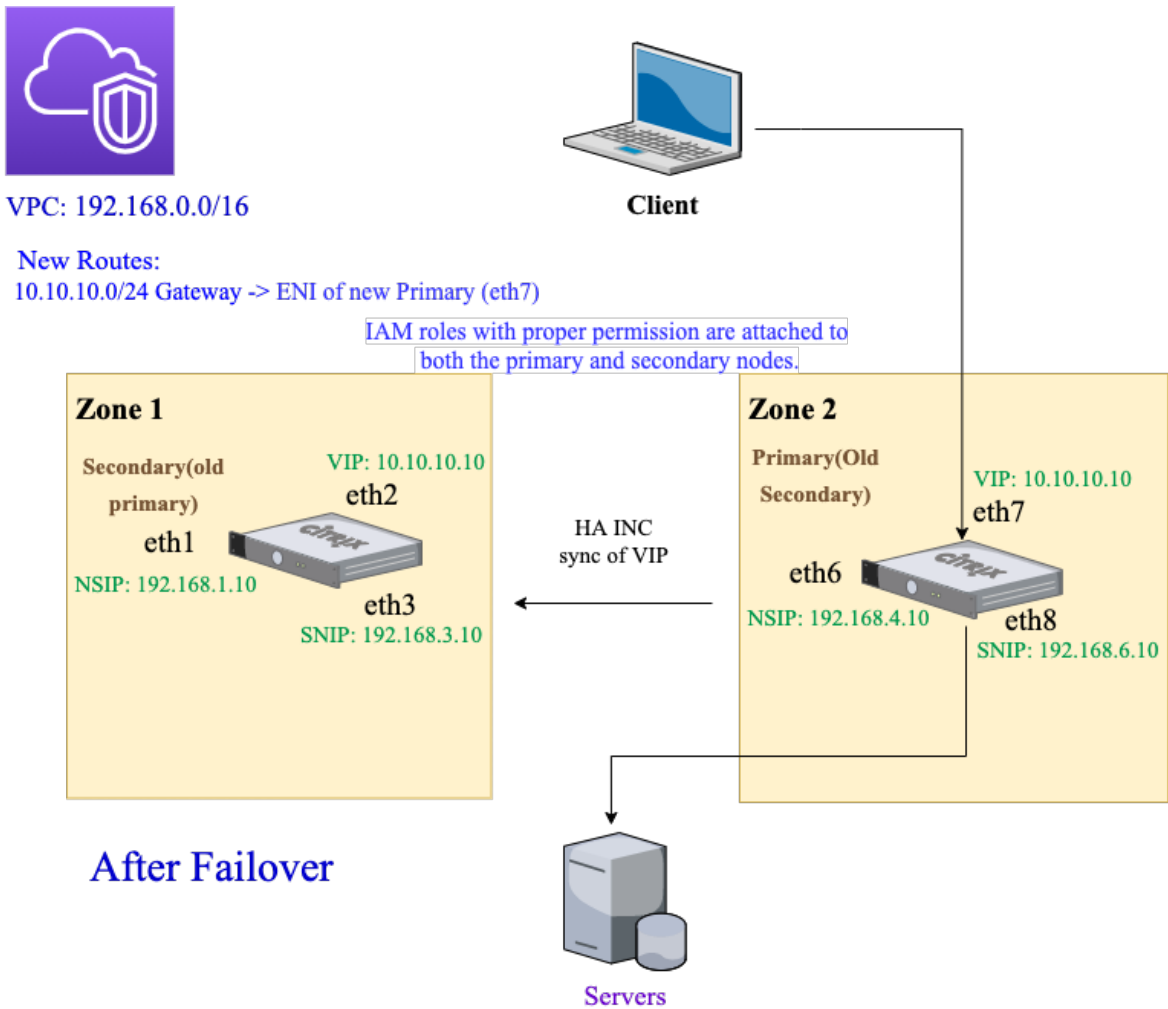 VPC: 192.168.0.0/16
Client
New Routes:
10.10.10.0/24 Gateway -> ENI of new Primary (eth7)
IAM roles with proper permission are attached to
both the primary and secondary nodes.
Zone 1
Secondary(old
primary)
VIP: 10.10.10.10
eth2
eth1
CITRIX
NSIP: 192.168.1.10
eth3
SNIP: 192.168.3.10
HA INC
sync of VIP
Zone 2
Primary(Old
Secondary)
VIP: 10.10.10.10
eth7
eth6
CITRIX
NSIP: 192.168.4.10
eth8
SNIP: 192.168.6.10
After Failover
Servers